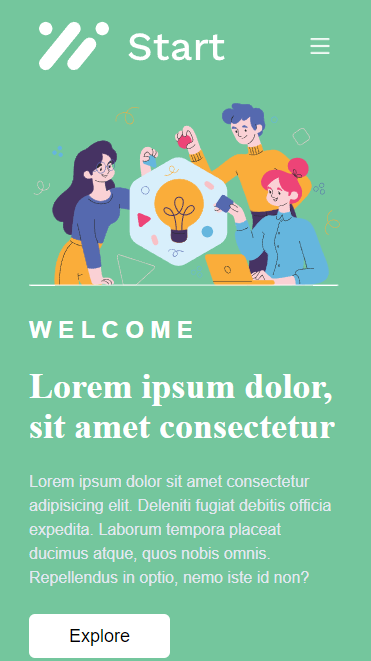 Start
WELCOME
Lorem ipsum dolor,
sit amet consectetur
Lorem ipsum dolor sit amet consectetur
adipisicing elit. Deleniti fugiat debitis officia
expedita. Laborum tempora placeat
ducimus atque, quos nobis omnis.
Repellendus in optio, nemo iste id non?
Explore